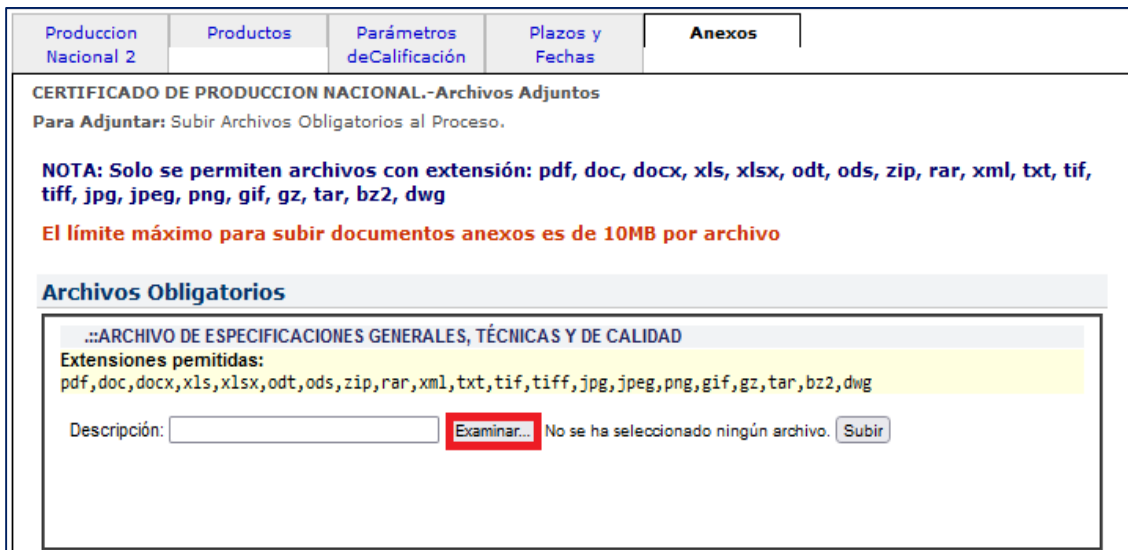 Produccion Nacional 2
Productos
Parámetros deCalificación
Plazos y Fechas
Anexos
CERTIFICADO DE PRODUCCION NACIONAL.-Archivos Adjuntos
Para Adjuntar: Subir Archivos Obligatorios al Proceso.
NOTA: Solo se permiten archivos con extensión: pdf, doc, docx, xls, xlsx, odt, ods, zip, rar, xml, txt, tif,
tiff, jpg, jpeg, png, gif, gz, tar, bz2, dwg
El límite máximo para subir documentos anexos es de 10MB por archivo
Archivos Obligatorios
.::ARCHIVO DE ESPECIFICACIONES GENERALES, TÉCNICAS Y DE CALIDAD
Extensiones pemitidas:
pdf,doc,docx,xls,xlsx,odt,ods,zip,rar,xml,txt,tif,tiff,jpg,jpeg,png,gif,gz,tar,bz2,dwg
Descripción: Examinar... No se ha seleccionado ningún archivo. Subir